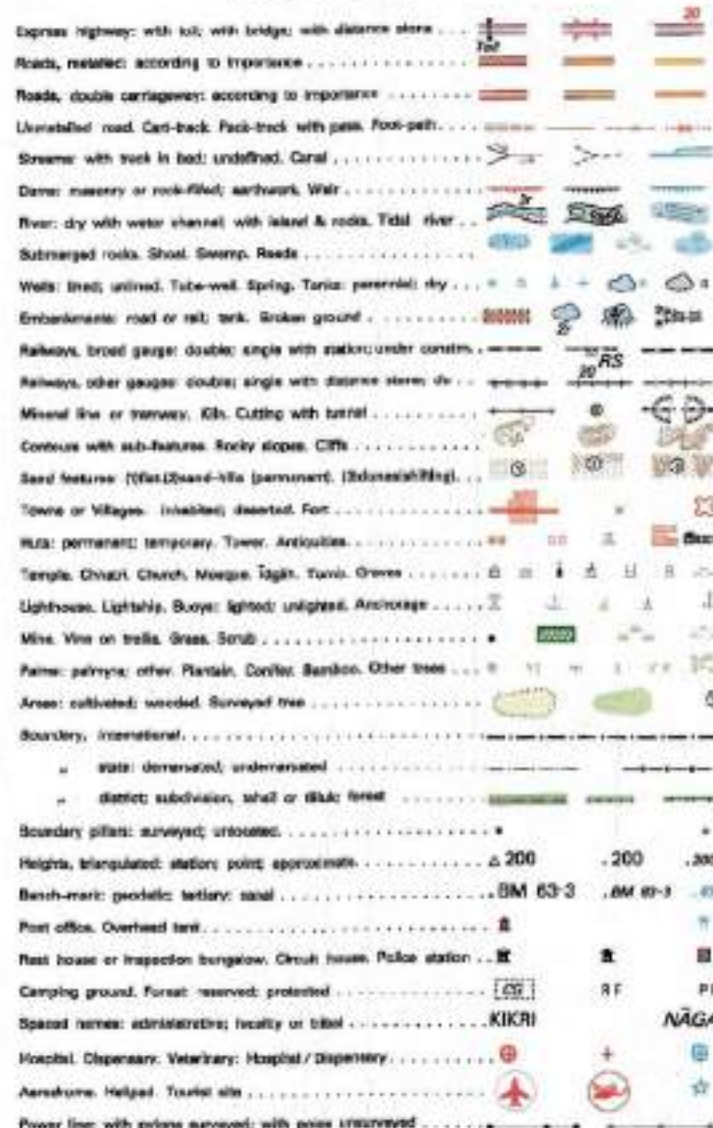 20
Express highway: with toll; with bridge; with distance stone
Toll
Roads, metalled: according to importance
Roads, double carriageway: according to importance
Unmetalled road. Cart-track. Pack-track with pass. Foot-path
with track in bed; undefined. Canal
Dams: masonry or rock-filled; earthwork. Weir
River: dry with water channel; with island & rocks. Tidal river
Submerged rocks. Shoal. Swamp. Reeds
Wells: lined; unlined. Tube-well. Spring. Tanks: perennial; dry
Embankments: road or rail; tank. Broken ground
Railways, broad gauge: double; single with station; under constrn.
RS
Railways, other gauges: double; single with distance stone; do
20
Mineral line or tramway. Kiln. Cutting with tunnel
Contours with sub-features. Rocky slopes. Cliffs
Sand features: (1)flat.(2)sand-hills (permanent). (3)dunes(shifting).
Towns or Villages: inhabited; deserted. Fort
Huts: permanent; temporary. Tower. Antiquities
Temple. Chhatri. Church. Mosque. Īdgāh. Tomb. Graves
Lighthouse. Lightship. Buoys: lighted; unlighted. Anchorage
Mine. Vine on trellis. Grass. Scrub
Palms: palmyra; other. Plantain. Conifer. Bamboo. Other trees
Areas: cultivated; wooded. Surveyed tree
Boundary, international
„ state: demarcated; undemarcated
„ district; subdivision, tahsil or tāluk; forest
Boundary pillars: surveyed; unlocated
Heights, triangulated: station; point; approximate △ 200 .200 .200
Bench-mark: geodetic; tertiary; canal .BM 63·3 .BM 63·3
Post office. Overhead tank
Rest house or Inspection bungalow. Circuit house. Police station
Camping ground. Forest: reserved; protected CG RF
Spaced names: administrative; locality or tribal KIKRI NĀGA
Hospital. Dispensary. Veterinary: Hospital / Dispensary
Aerodrome. Helipad. Tourist site
Power line: with pylons surveyed; with poles unsurveyed